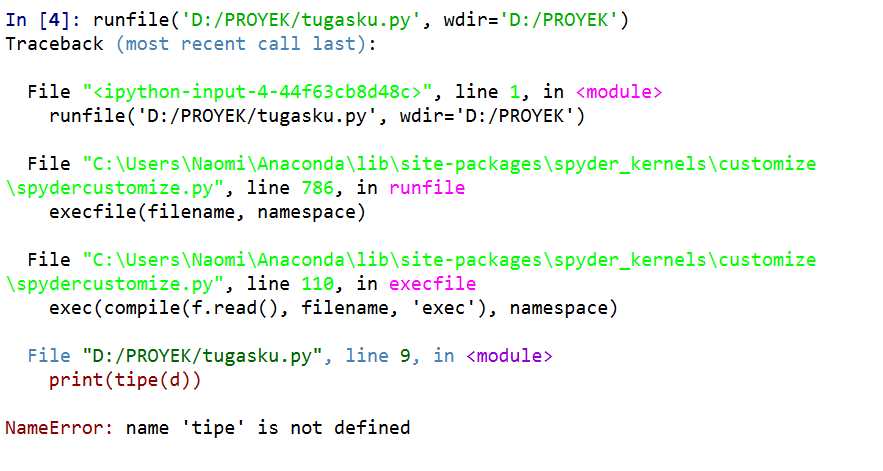 In [4]: runfile('D:/PROYEK/tugasku.py', wdir='D:/PROYEK')
Traceback (most recent call last):
File "<ipython-input-4-44f63cb8d48c>", line 1, in <module>
runfile('D:/PROYEK/tugasku.py', wdir='D:/PROYEK')
File "C:\Users\Naomi\Anaconda\lib\site-packages\spyder_kernels\customize
\spydercustomize.py", line 786, in runfile
execfile(filename, namespace)
File "C:\Users\Naomi\Anaconda\lib\site-packages\spyder_kernels\customize
\spydercustomize.py", line 110, in execfile
exec(compile(f.read(), filename, 'exec'), namespace)
File "D:/PROYEK/tugasku.py", line 9, in <module>
print(tipe(d))
NameError: name 'tipe' is not defined